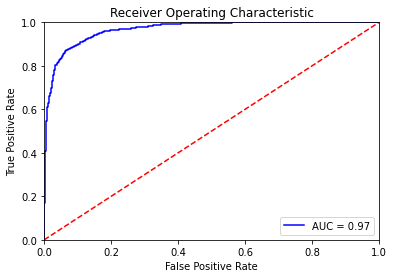 Receiver Operating Characteristic
1.0
0.8
0.6
0.4
0.2
0.0
True Positive Rate
AUC = 0.97
0.0 0.2 0.4 0.6 0.8 1.0
False Positive Rate